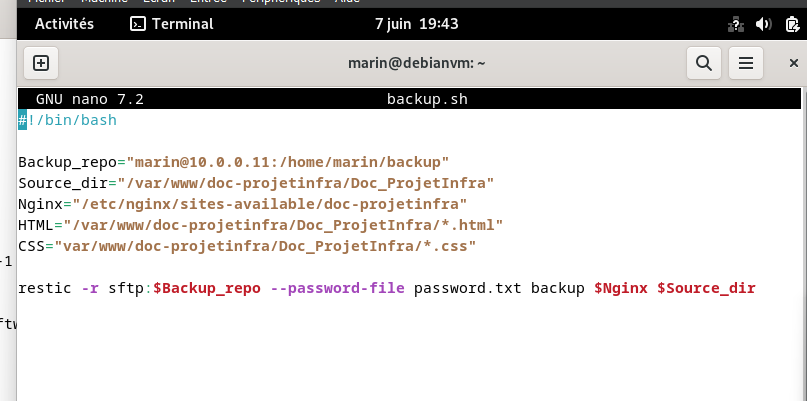 Activités Terminal 7 juin 19:43
marin@debianvm: ~
GNU nano 7.2 backup.sh
#!/bin/bash
Backup_repo="marin@10.0.0.11:/home/marin/backup"
Source_dir="/var/www/doc-projetinfra/Doc_ProjetInfra"
Nginx="/etc/nginx/sites-available/doc-projetinfra"
HTML="/var/www/doc-projetinfra/Doc_ProjetInfra/*.html"
CSS="var/www/doc-projetinfra/Doc_ProjetInfra/*.css"
-1
restic -r sftp:$Backup_repo --password-file password.txt backup $Nginx $Source_dir
ftw